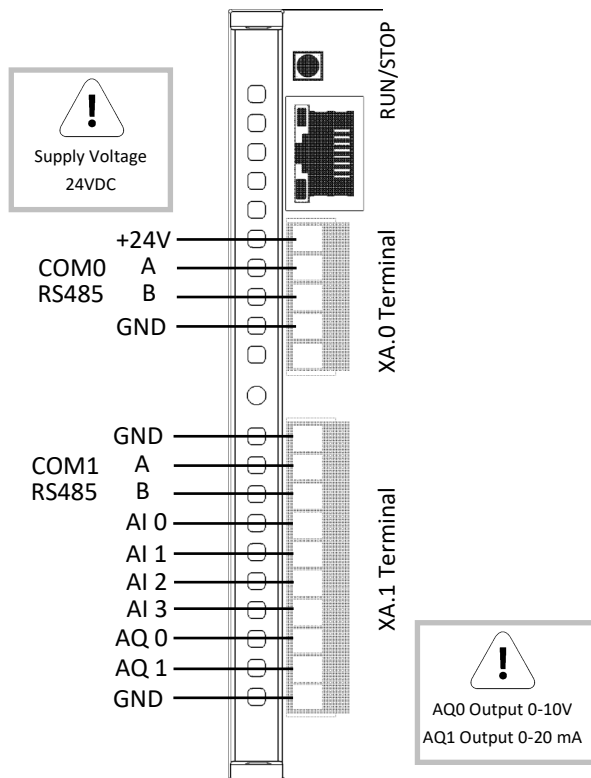 RUN/STOP
!
Supply Voltage
24VDC
+24V
COM0 A
RS485 B
GND
XA.0 Terminal
GND
COM1 A
RS485 B
AI 0
AI 1
AI 2
AI 3
AQ 0
AQ 1
GND
XA.1 Terminal
!
AQ0 Output 0-10V
AQ1 Output 0-20 mA